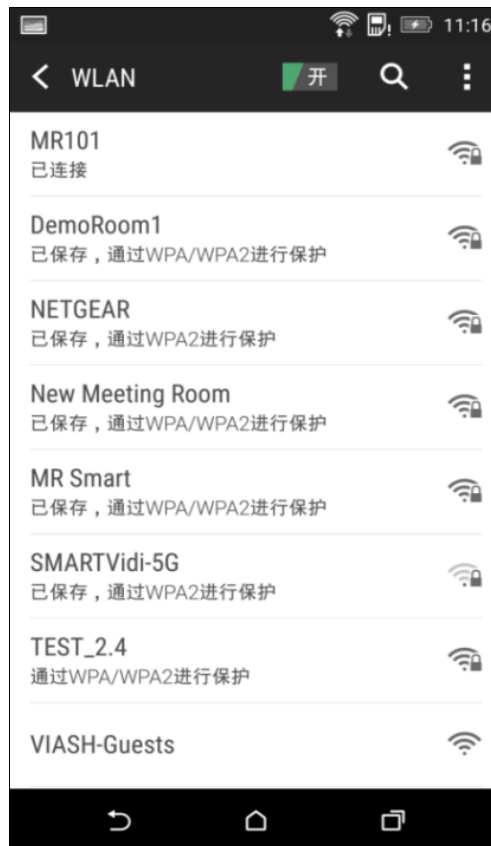 11:16
WLAN 开
MR101
已连接
DemoRoom1
已保存，通过WPA/WPA2进行保护
NETGEAR
已保存，通过WPA2进行保护
New Meeting Room
已保存，通过WPA/WPA2进行保护
MR Smart
已保存，通过WPA/WPA2进行保护
SMARTVidi-5G
已保存，通过WPA2进行保护
TEST_2.4
通过WPA/WPA2进行保护
VIASH-Guests